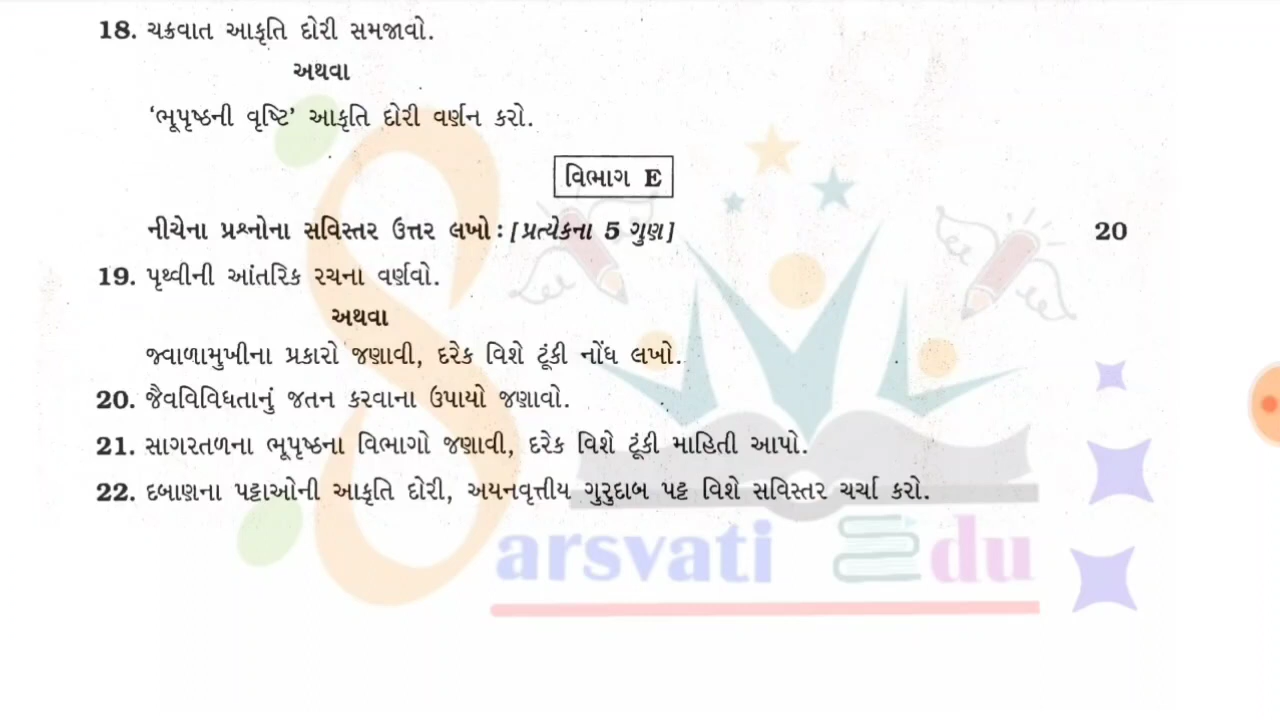 18. ચક્રવાત આકૃતિ દોરી સમજાવો.
અથવા
‘ભૂપૃષ્ઠની વૃષ્ટિ’ આકૃતિ દોરી વર્ણન કરો.
વિભાગ E
નીચેના પ્રશ્નોના સવિસ્તર ઉત્તર લખો : [પ્રત્યેકના 5 ગુણ] 20
19. પૃથ્વીની આંતરિક રચના વર્ણવો.
અથવા
જ્વાળામુખીના પ્રકારો જણાવી, દરેક વિશે ટૂંકી નોંધ લખો.
20. જૈવવિવિધતાનું જતન કરવાના ઉપાયો જણાવો.
21. સાગરતળના ભૂપૃષ્ઠના વિભાગો જણાવી, દરેક વિશે ટૂંકી માહિતી આપો.
22. દબાણના પટ્ટાઓની આકૃતિ દોરી, અયનવૃત્તીય ગુરુદાબ પટ્ટ વિશે સવિસ્તર ચર્ચા કરો.
Sarsvati Edu